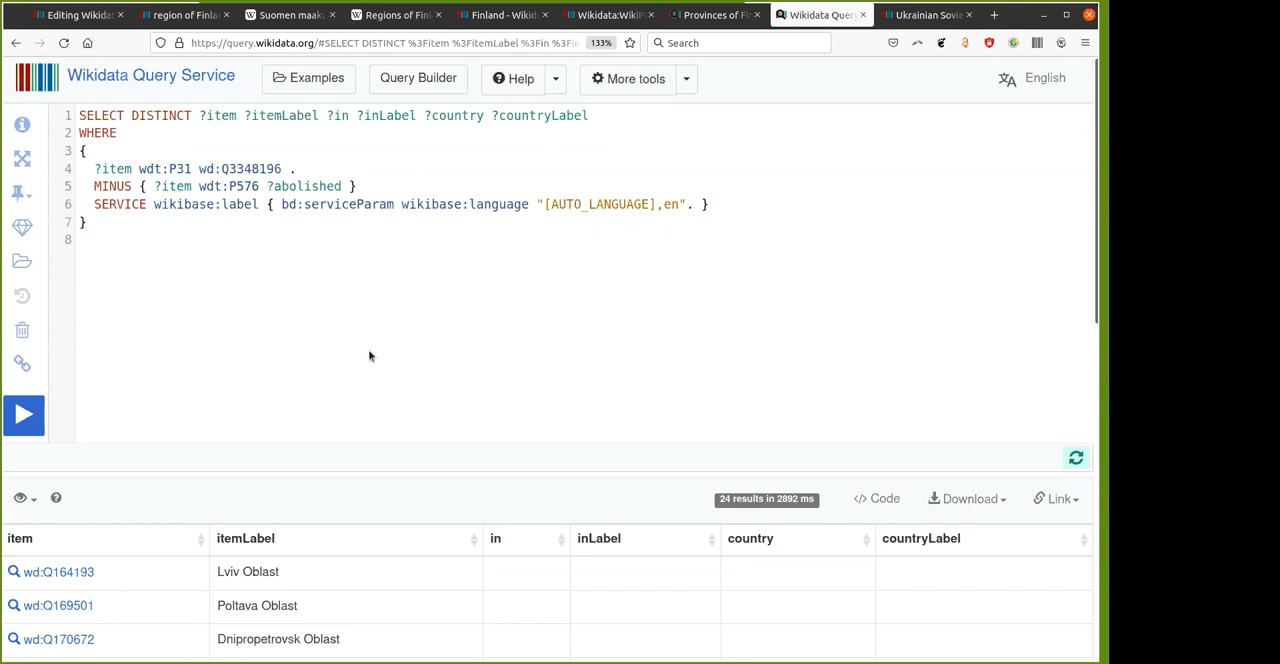 Editing Wikidat
region of Finla
Suomen maak
Regions of Finl
Finland - Wikid
Wikidata:WikiP
Provinces of Fi
Wikidata Quer
Ukrainian Sovie
https://query.wikidata.org/#SELECT DISTINCT %3Fitem %3FitemLabel %3Fin %3Fin
133%
Search
Wikidata Query Service
Examples
Query Builder
Help
More tools
English
1 SELECT DISTINCT ?item ?itemLabel ?in ?inLabel ?country ?countryLabel
2 WHERE
3 {
4 ?item wdt:P31 wd:Q3348196 .
5 MINUS { ?item wdt:P576 ?abolished }
6 SERVICE wikibase:label { bd:serviceParam wikibase:language "[AUTO_LANGUAGE],en". }
7 }
8
24 results in 2892 ms
</> Code
Download
Link
item itemLabel in inLabel country countryLabel
wd:Q164193 Lviv Oblast
wd:Q169501 Poltava Oblast
wd:Q170672 Dnipropetrovsk Oblast